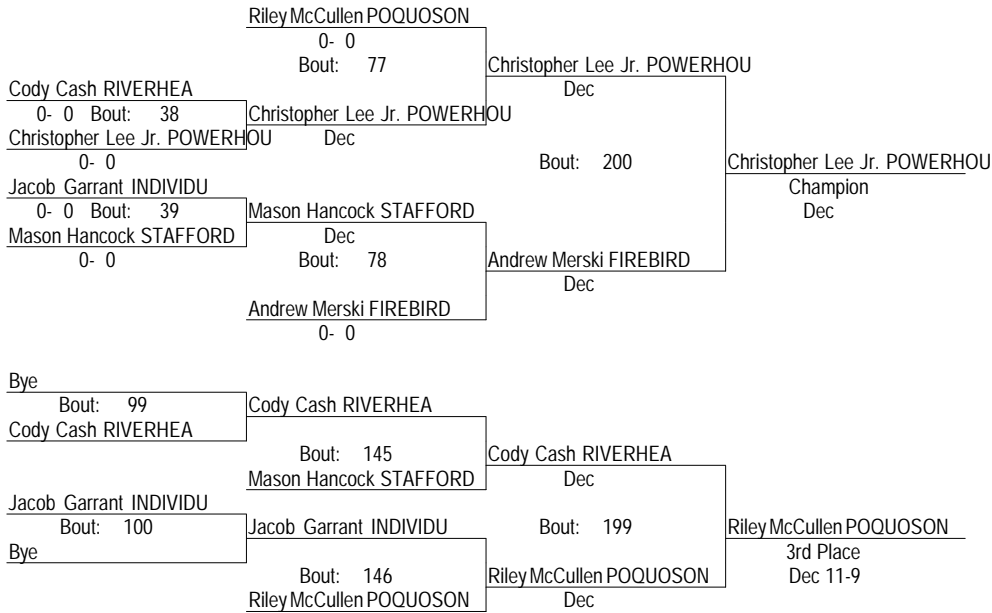 Riley McCullen POQUOSON
0- 0
Bout: 77 Christopher Lee Jr. POWERHOU
Cody Cash RIVERHEA Dec
0- 0 Bout: 38 Christopher Lee Jr. POWERHOU
Christopher Lee Jr. POWERHOU Dec
0- 0 Bout: 200 Christopher Lee Jr. POWERHOU
Jacob Garrant INDIVIDU Champion
0- 0 Bout: 39 Mason Hancock STAFFORD Dec
Mason Hancock STAFFORD Dec
0- 0 Bout: 78 Andrew Merski FIREBIRD
Dec
Andrew Merski FIREBIRD
0- 0
Bye
Bout: 99 Cody Cash RIVERHEA
Cody Cash RIVERHEA
Bout: 145 Cody Cash RIVERHEA
Mason Hancock STAFFORD Dec
Jacob Garrant INDIVIDU
Bout: 100 Jacob Garrant INDIVIDU Bout: 199 Riley McCullen POQUOSON
Bye 3rd Place
Bout: 146 Riley McCullen POQUOSON Dec 11-9
Riley McCullen POQUOSON Dec